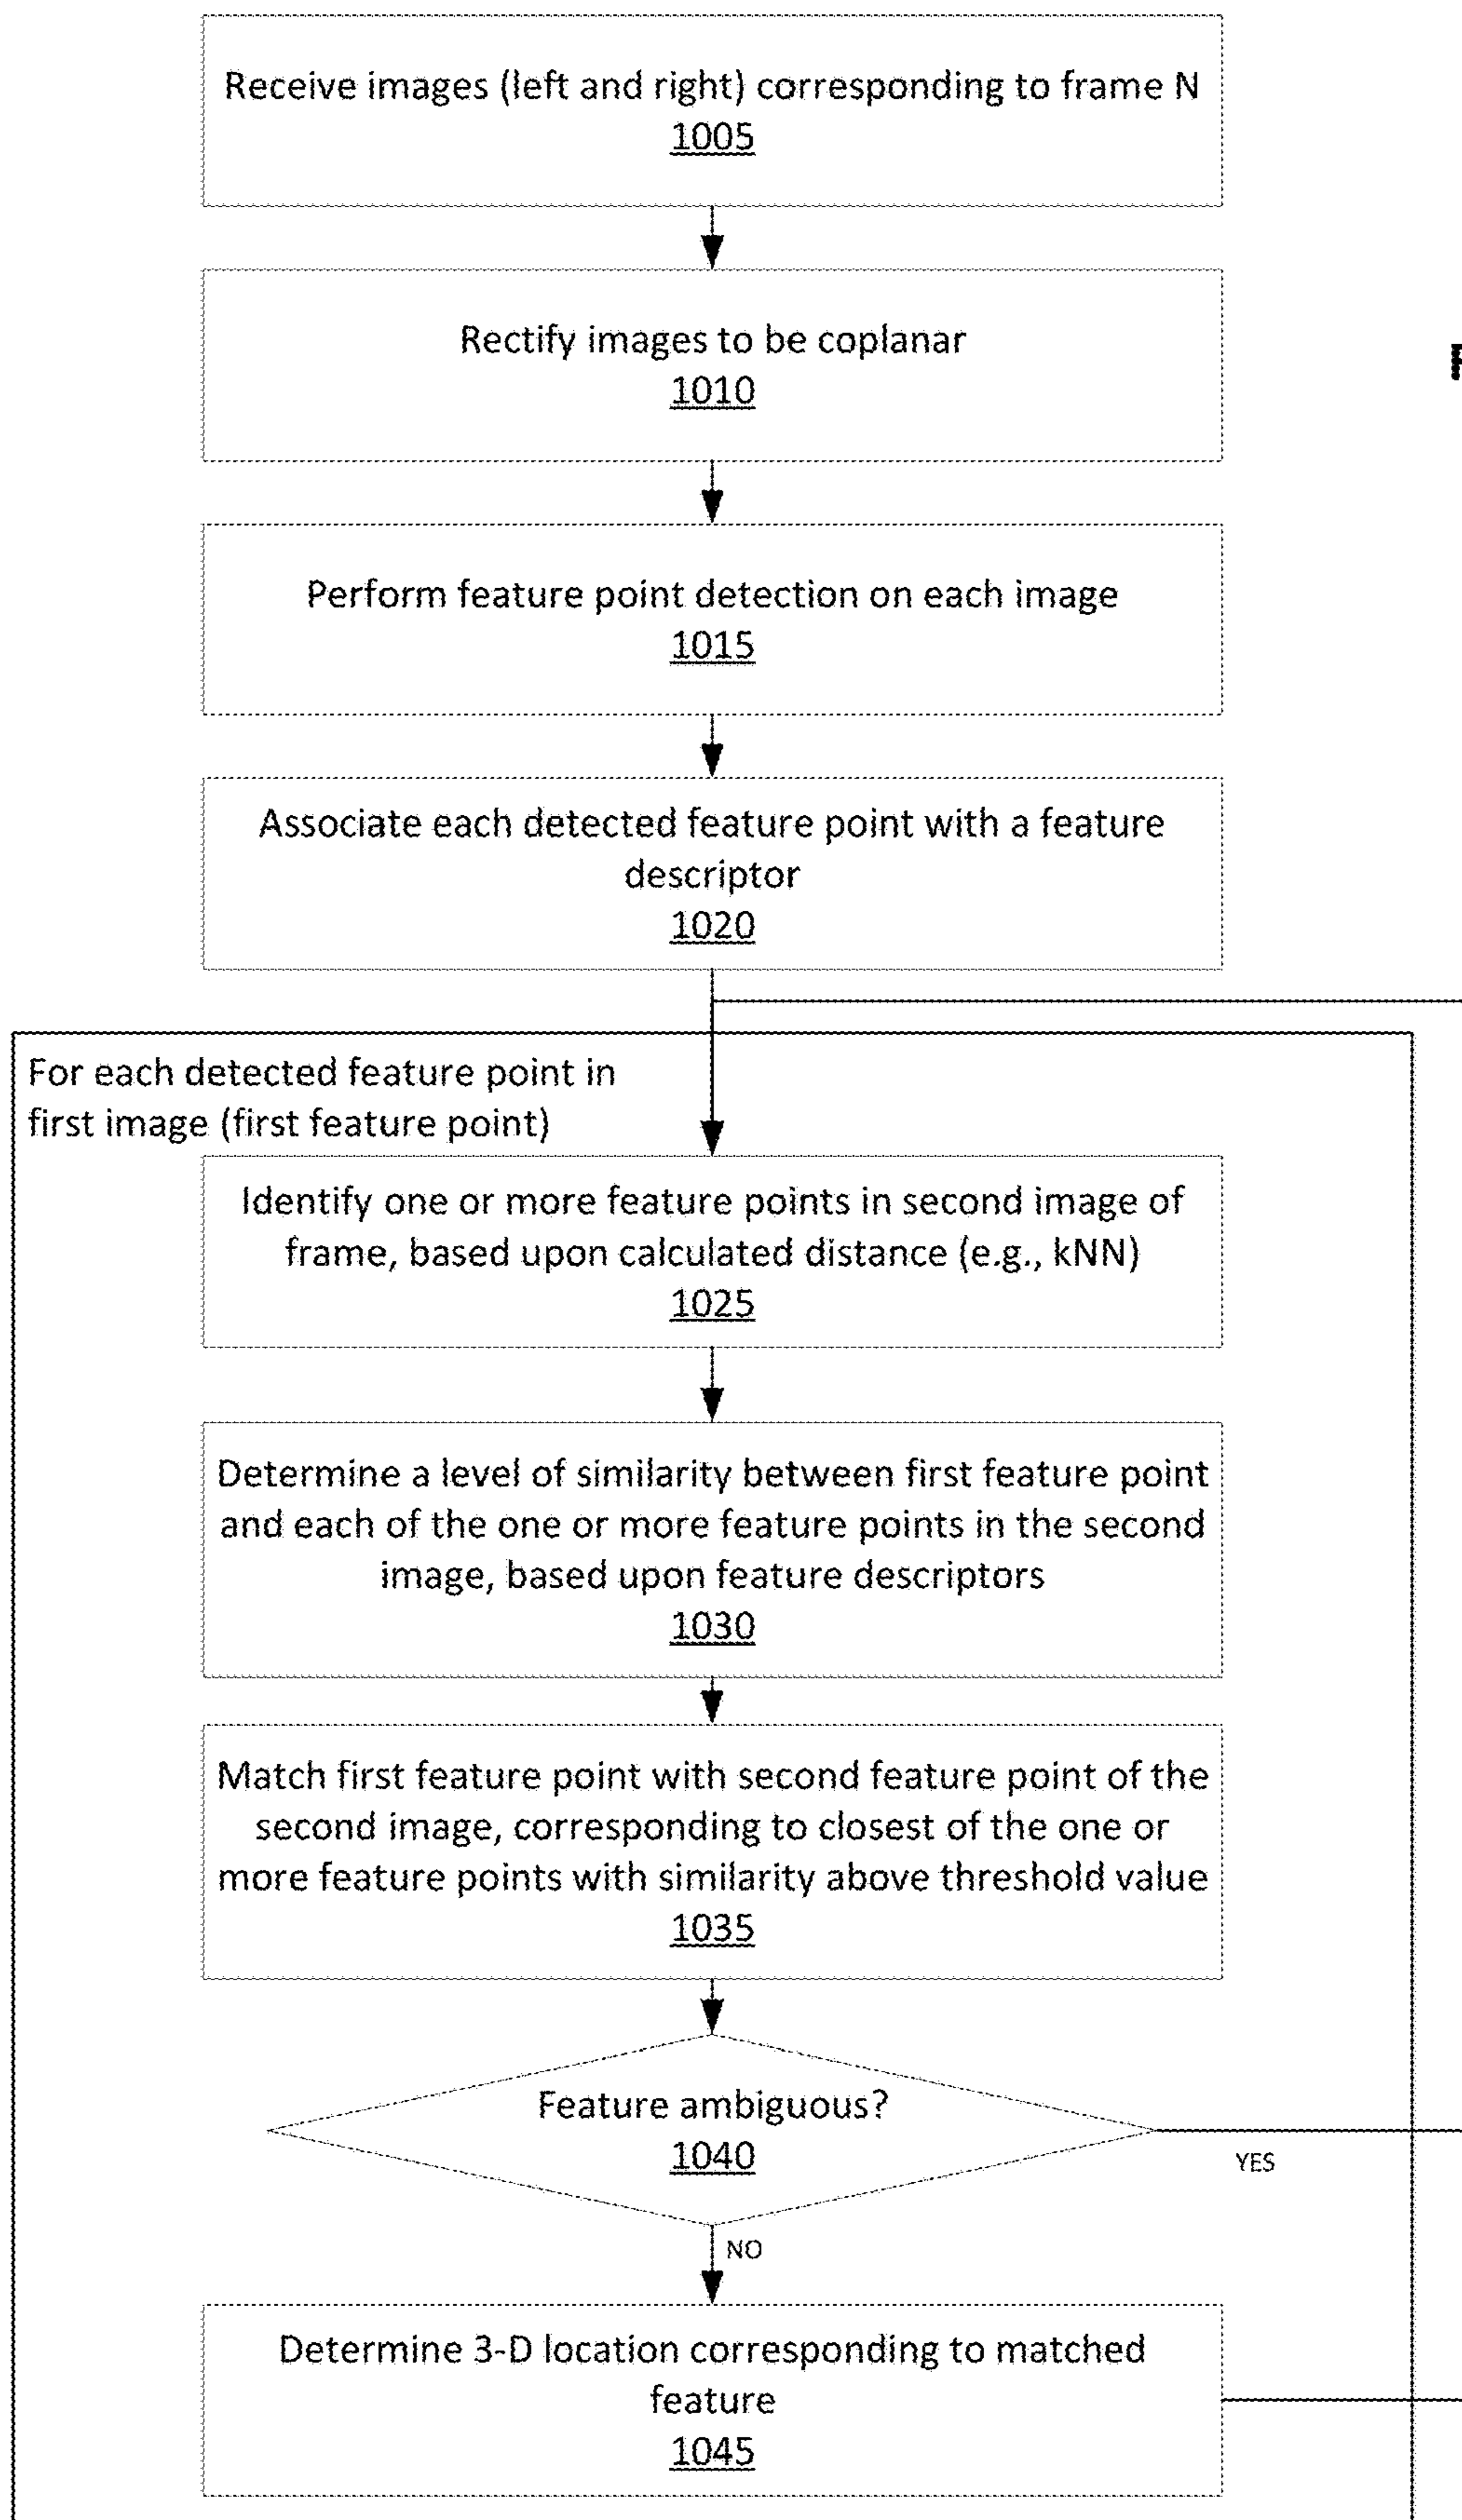 Receive images (left and right) corresponding to frame N
1005
Rectify images to be coplanar
1010
Perform feature point detection on each image
1015
Associate each detected feature point with a feature
descriptor
1020
For each detected feature point in
first image (first feature point)
Identify one or more feature points in second image of
frame, based upon calculated distance (e.g., kNN)
1025
Determine a level of similarity between first feature point
and each of the one or more feature points in the second
image, based upon feature descriptors
1030
Match first feature point with second feature point of the
second image, corresponding to closest of the one or
more feature points with similarity above threshold value
1035
Feature ambiguous?
1040
YES
NO
Determine 3-D location corresponding to matched
feature
1045